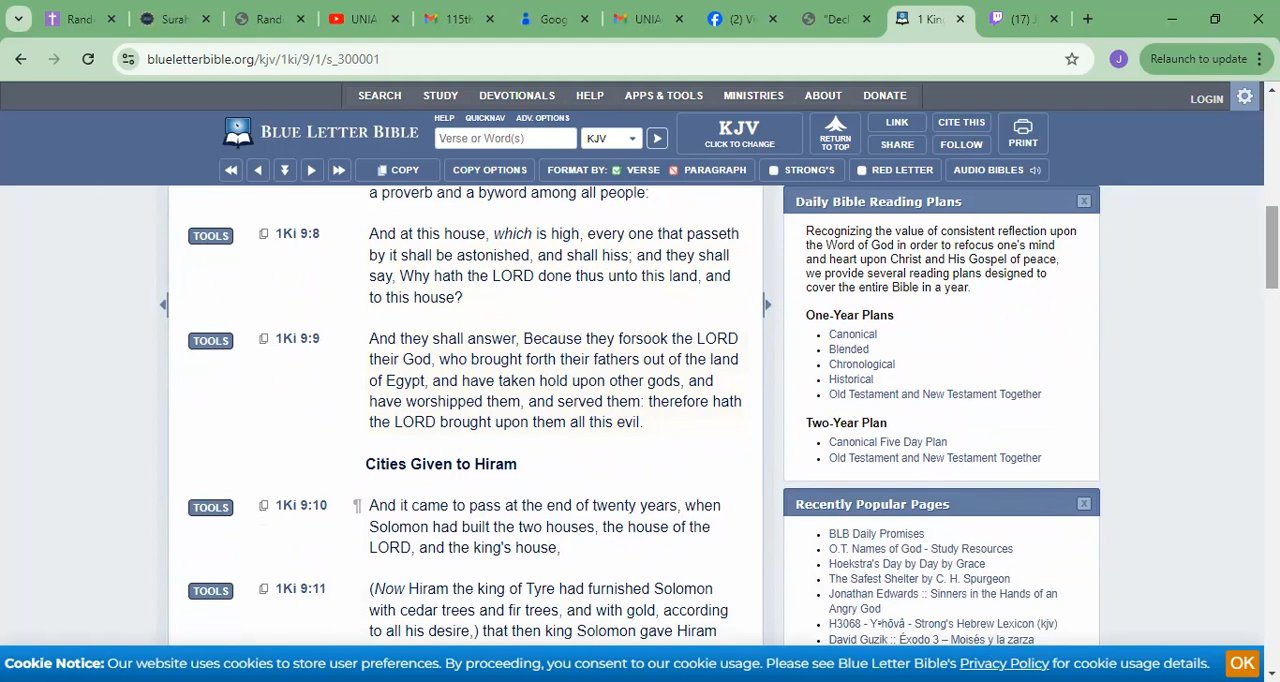 Rand
Surah
Rand
UNIA
115th
Goog
UNIA
(2) Vi
"Decl
1 Kin
(17) J
blueletterbible.org/kjv/1ki/9/1/s_300001
J
Relaunch to update
SEARCH STUDY DEVOTIONALS HELP APPS & TOOLS MINISTRIES ABOUT DONATE
LOGIN
BLUE LETTER BIBLE
HELP QUICKNAV ADV. OPTIONS
Verse or Word(s)
KJV
KJV
CLICK TO CHANGE
RETURN
TO TOP
LINK
CITE THIS
SHARE
FOLLOW
PRINT
COPY
COPY OPTIONS
FORMAT BY: VERSE PARAGRAPH
STRONG'S
RED LETTER
AUDIO BIBLES
a proverb and a byword among all people:
TOOLS
1Ki 9:8
And at this house, which is high, every one that passeth
by it shall be astonished, and shall hiss; and they shall
say, Why hath the LORD done thus unto this land, and
to this house?
TOOLS
1Ki 9:9
And they shall answer, Because they forsook the LORD
their God, who brought forth their fathers out of the land
of Egypt, and have taken hold upon other gods, and
have worshipped them, and served them: therefore hath
the LORD brought upon them all this evil.
Cities Given to Hiram
TOOLS
1Ki 9:10
¶ And it came to pass at the end of twenty years, when
Solomon had built the two houses, the house of the
LORD, and the king's house,
TOOLS
1Ki 9:11
(Now Hiram the king of Tyre had furnished Solomon
with cedar trees and fir trees, and with gold, according
to all his desire,) that then king Solomon gave Hiram
Daily Bible Reading Plans
X
Recognizing the value of consistent reflection upon
the Word of God in order to refocus one's mind
and heart upon Christ and His Gospel of peace,
we provide several reading plans designed to
cover the entire Bible in a year.
One-Year Plans
Canonical
Blended
Chronological
Historical
Old Testament and New Testament Together
Two-Year Plan
Canonical Five Day Plan
Old Testament and New Testament Together
Recently Popular Pages
X
BLB Daily Promises
O.T. Names of God - Study Resources
Hoekstra's Day by Day by Grace
The Safest Shelter by C. H. Spurgeon
Jonathan Edwards :: Sinners in the Hands of an
Angry God
H3068 - Yᵊhōvâ - Strong's Hebrew Lexicon (kjv)
David Guzik :: Éxodo 3 – Moisés y la zarza
Cookie Notice: Our website uses cookies to store user preferences. By proceeding, you consent to our cookie usage. Please see Blue Letter Bible's Privacy Policy for cookie usage details.
OK